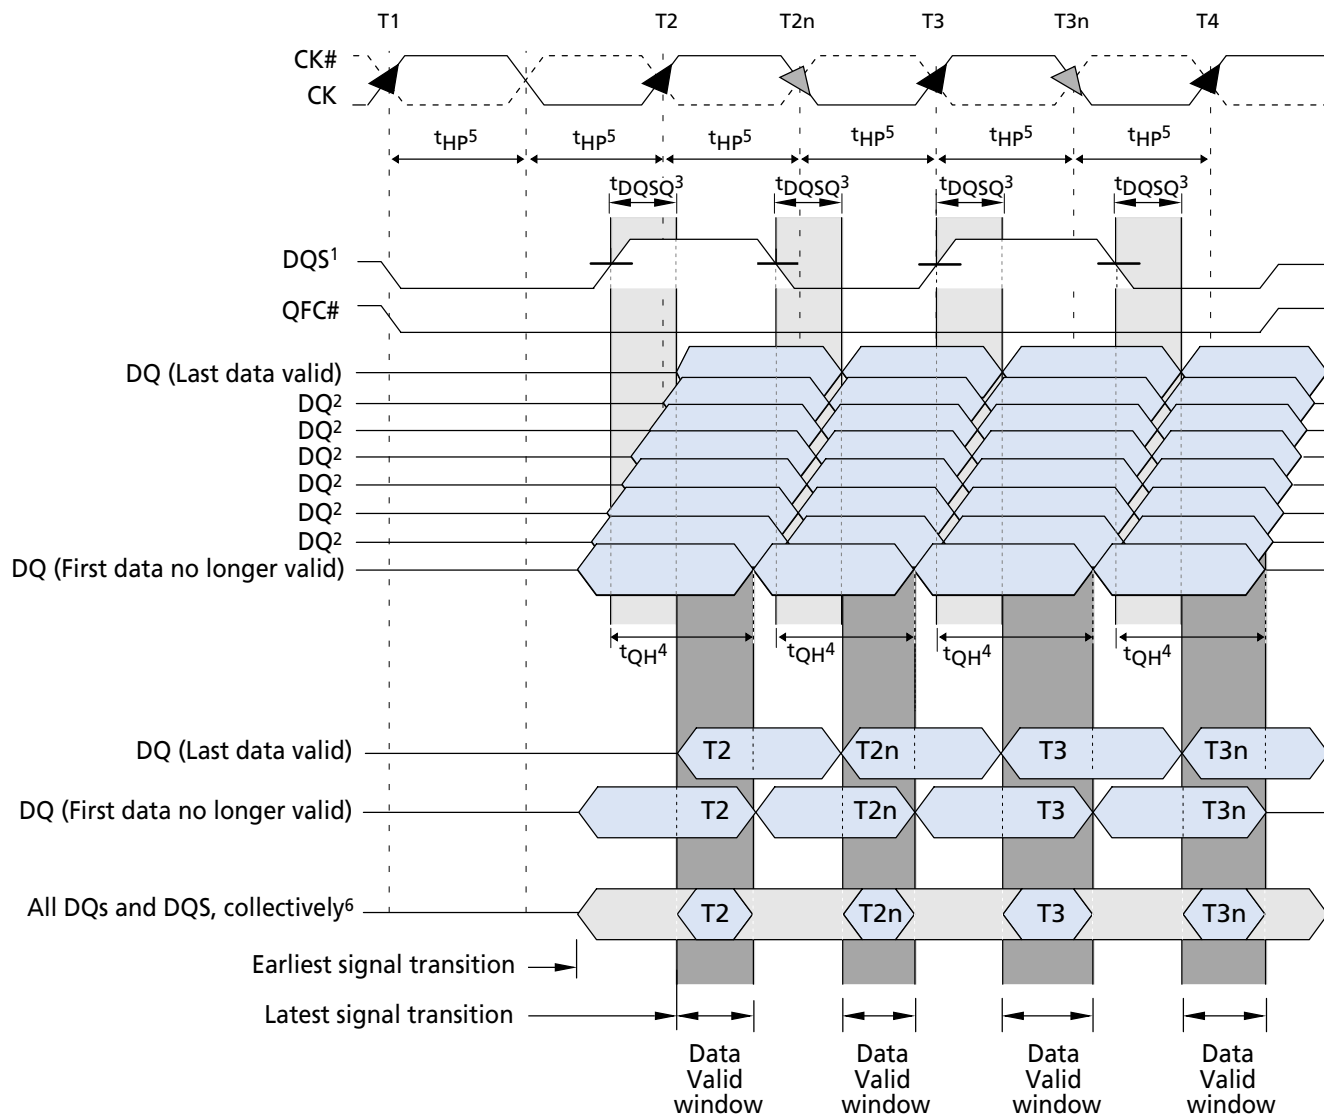 T1 T2 T2n T3 T3n T4
CK#
CK
tHP5 tHP5 tHP5 tHP5 tHP5 tHP5
tDQSQ3 tDQSQ3 tDQSQ3 tDQSQ3
DQS1
QFC#
DQ (Last data valid)
DQ2
DQ2
DQ2
DQ2
DQ2
DQ2
DQ (First data no longer valid)
tQH4 tQH4 tQH4 tQH4
DQ (Last data valid) T2 T2n T3 T3n
DQ (First data no longer valid) T2 T2n T3 T3n
All DQs and DQS, collectively6 T2 T2n T3 T3n
Earliest signal transition
Latest signal transition
Data Data Data Data
Valid Valid Valid Valid
window window window window